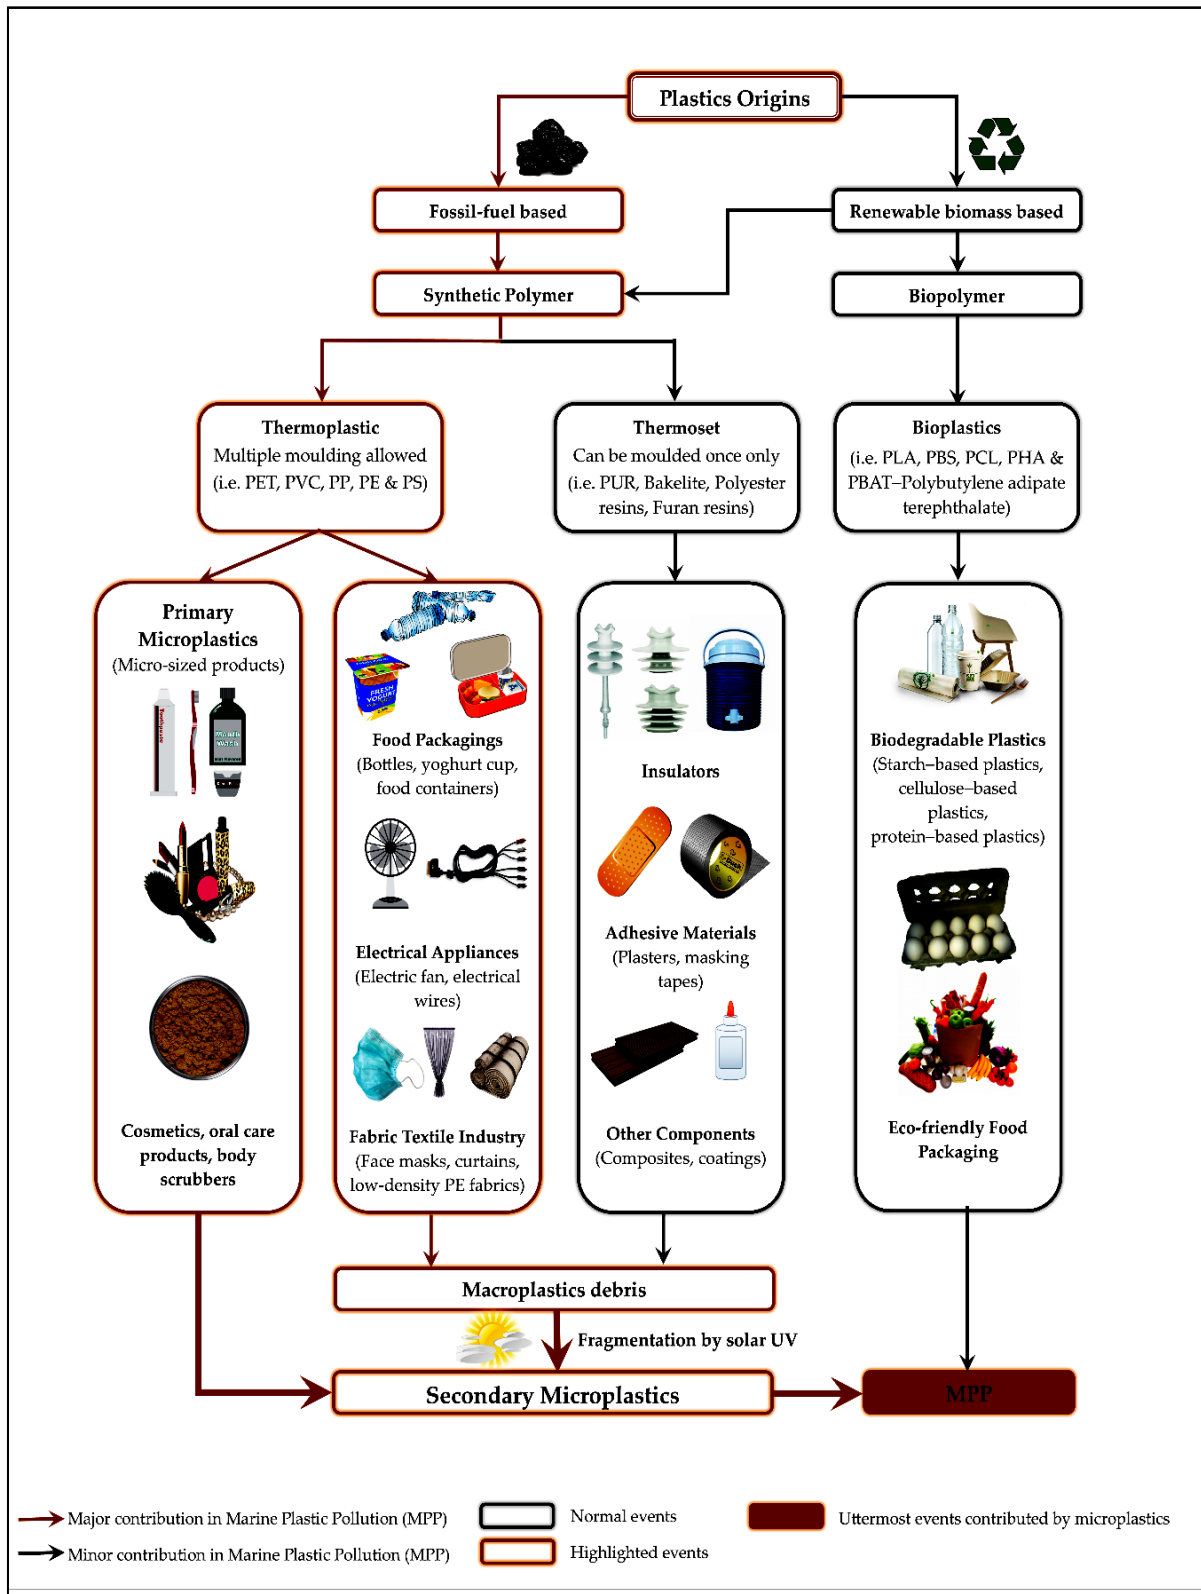 Plastics Origins
Fossil-fuel based
Renewable biomass based
Synthetic Polymer
Biopolymer
Thermoplastic
Multiple moulding allowed
(i.e. PET, PVC, PP, PE & PS)
Thermoset
Can be moulded once only
(i.e. PUR, Bakelite, Polyester
resins, Furan resins)
Bioplastics
(i.e. PLA, PBS, PCL, PHA &
PBAT–Polybutylene adipate
terephthalate)
Primary
Microplastics
(Micro-sized products)
Toothpaste
Cosmetics, oral care
products, body
scrubbers
FRESH
YOGURT
Food Packagings
(Bottles, yoghurt cup,
food containers)
Electrical Appliances
(Electric fan, electrical
wires)
Fabric Textile Industry
(Face masks, curtains,
low-density PE fabrics)
Insulators
Duck
Adhesive Materials
(Plasters, masking
tapes)
Other Components
(Composites, coatings)
Biodegradable Plastics
(Starch–based plastics,
cellulose–based
plastics,
protein–based plastics)
Eco-friendly Food
Packaging
Macroplastics debris
Fragmentation by solar UV
Secondary Microplastics
MPP
Major contribution in Marine Plastic Pollution (MPP)
Minor contribution in Marine Plastic Pollution (MPP)
Normal events
Highlighted events
Uttermost events contributed by microplastics